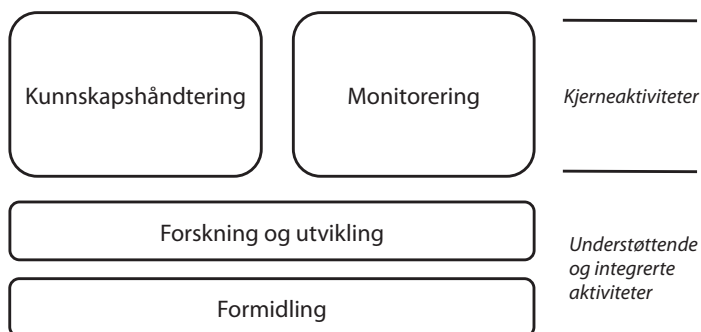 Kunnskapshåndtering
Monitorering
Kjerneaktiviteter
Forskning og utvikling
Understøttende
og integrerte
aktiviteter
Formidling